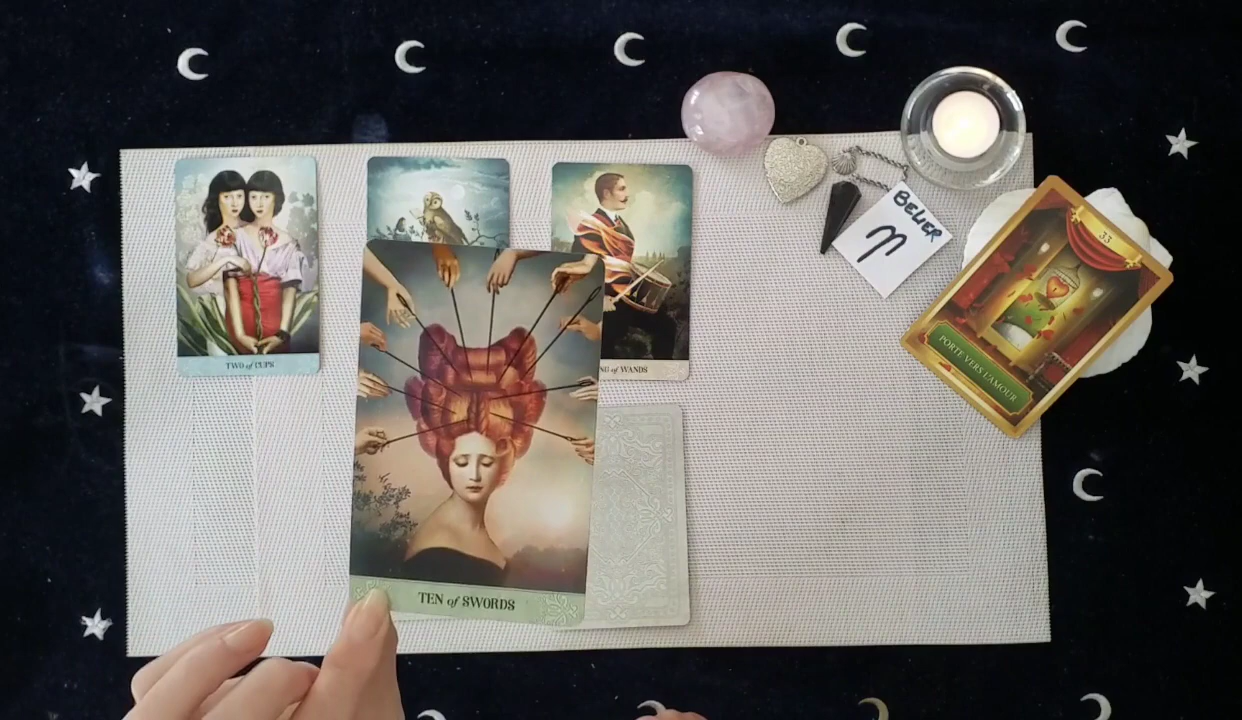 BELIER
♈
33
PORTE VERS L'AMOUR
TWO of CUPS
NG of WANDS
TEN of SWORDS